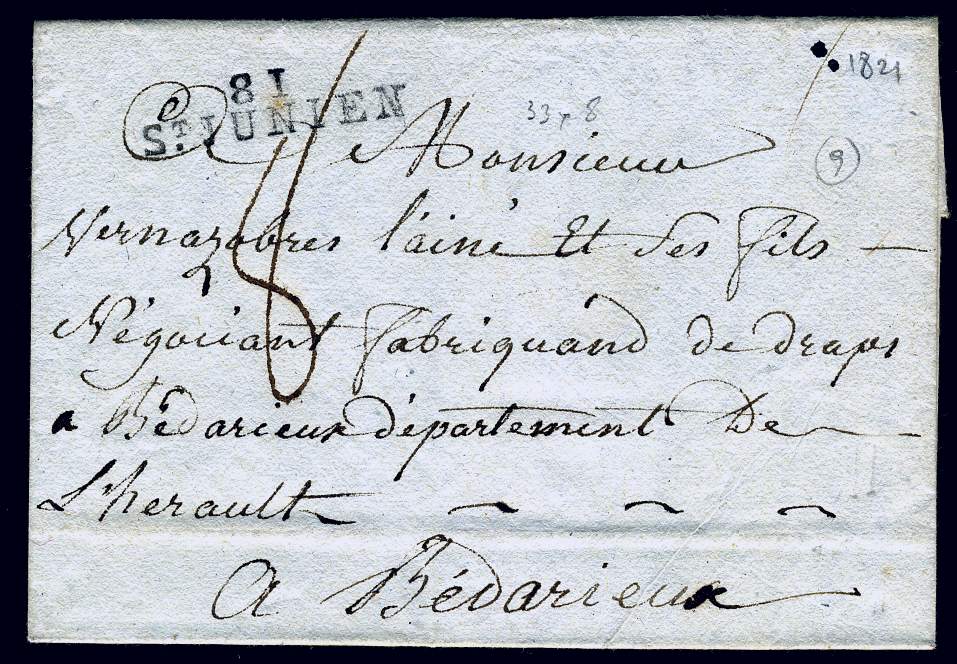 81
ST JUNIEN
1821
33 x 8
9
A Monsieur
8
Vernazobres l'ainé Et Ses fils
Négociant fabriquand de draps
a Bédarieux département De
L'herault
A Bédarieux